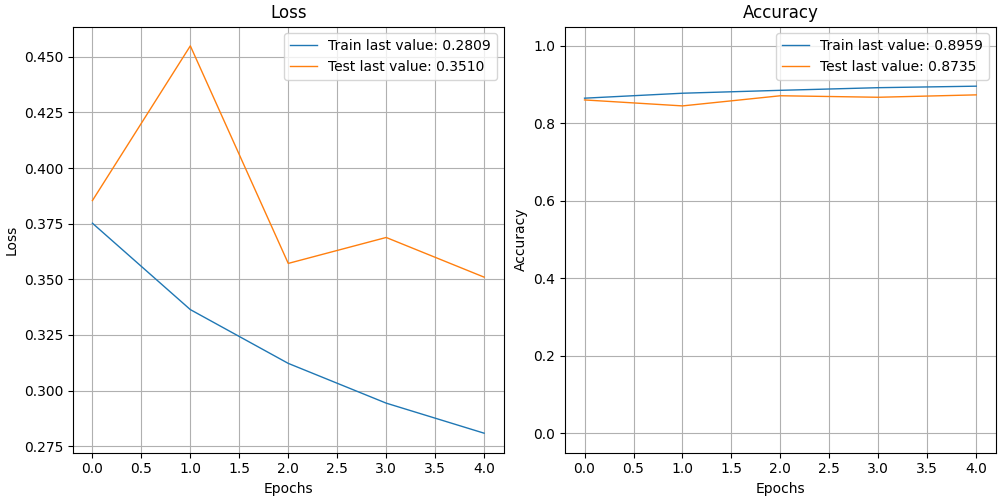 Loss
Train last value: 0.2809
Test last value: 0.3510
0.450
0.425
0.400
0.375
0.350
0.325
0.300
0.275
Loss
0.0 0.5 1.0 1.5 2.0 2.5 3.0 3.5 4.0
Epochs
Accuracy
Train last value: 0.8959
Test last value: 0.8735
1.0
0.8
0.6
0.4
0.2
0.0
Accuracy
0.0 0.5 1.0 1.5 2.0 2.5 3.0 3.5 4.0
Epochs